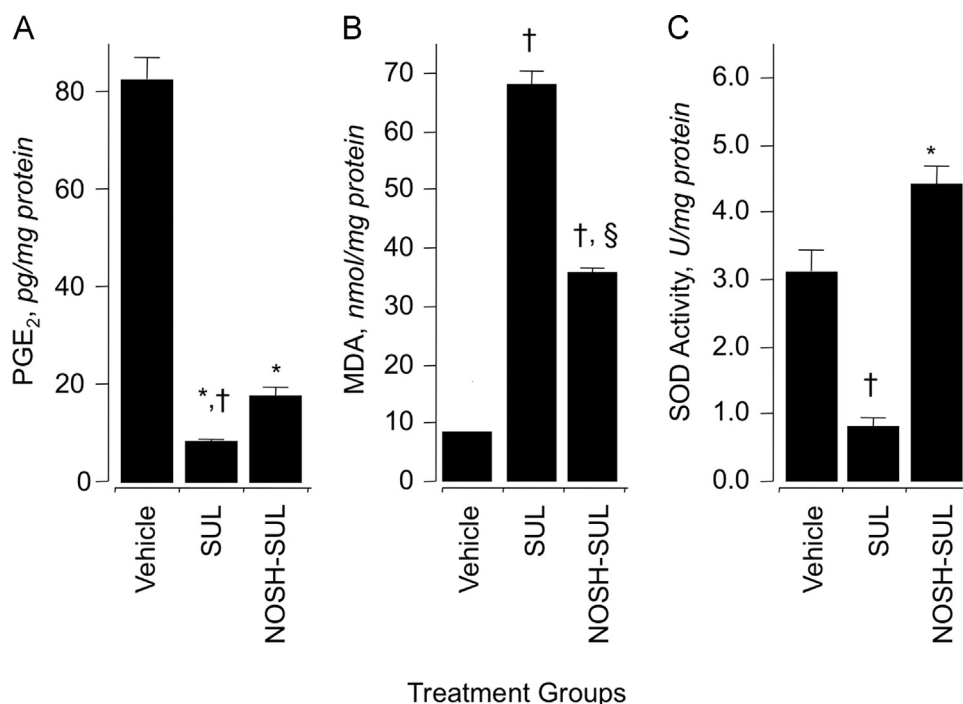 A
PGE₂, pg/mg protein
80
60
40
20
0
*,†
*
Vehicle
SUL
NOSH-SUL
B
MDA, nmol/mg protein
70
60
50
40
30
20
10
0
†
†, §
Vehicle
SUL
NOSH-SUL
C
SOD Activity, U/mg protein
6.0
5.0
4.0
3.0
2.0
1.0
0.0
†
*
Vehicle
SUL
NOSH-SUL
Treatment Groups